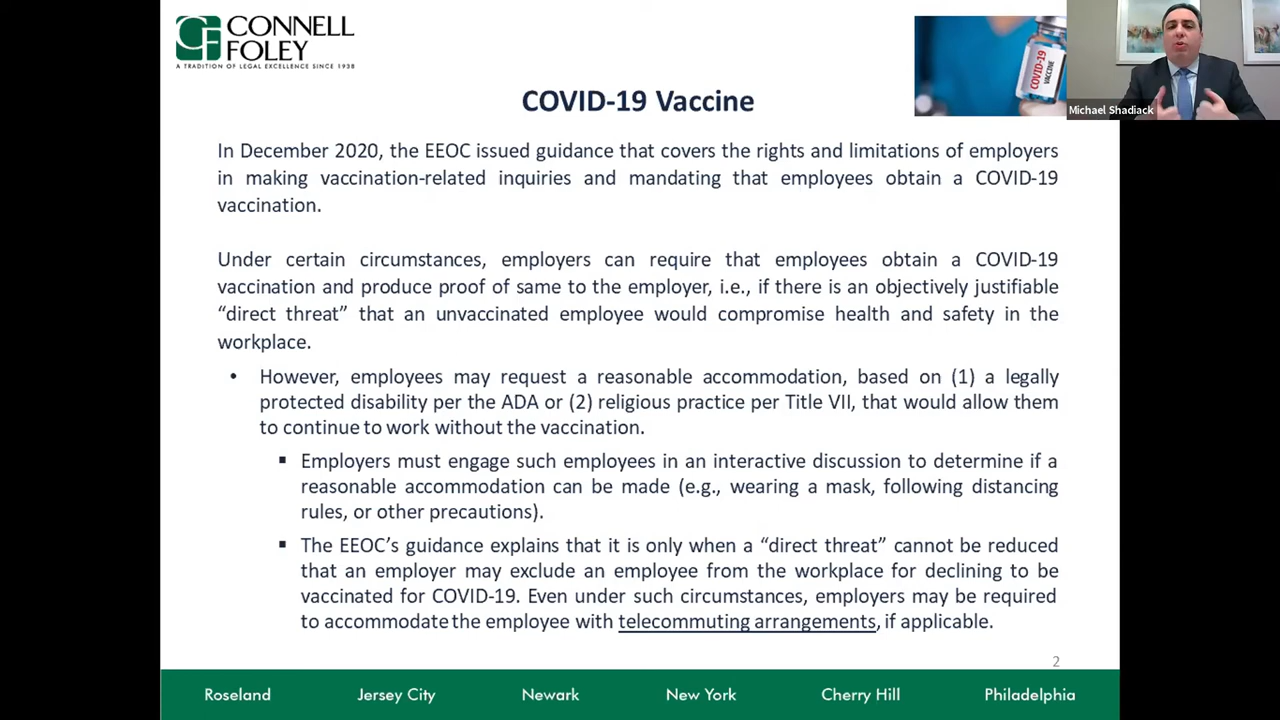 CONNELL
FOLEY
A TRADITION OF LEGAL EXCELLENCE SINCE 1938
COVID-19
VACCINE
Michael Shadiack
COVID-19 Vaccine
In December 2020, the EEOC issued guidance that covers the rights and limitations of employers
in making vaccination-related inquiries and mandating that employees obtain a COVID-19
vaccination.
Under certain circumstances, employers can require that employees obtain a COVID-19
vaccination and produce proof of same to the employer, i.e., if there is an objectively justifiable
“direct threat” that an unvaccinated employee would compromise health and safety in the
workplace.
• However, employees may request a reasonable accommodation, based on (1) a legally
protected disability per the ADA or (2) religious practice per Title VII, that would allow them
to continue to work without the vaccination.
▪ Employers must engage such employees in an interactive discussion to determine if a
reasonable accommodation can be made (e.g., wearing a mask, following distancing
rules, or other precautions).
▪ The EEOC’s guidance explains that it is only when a “direct threat” cannot be reduced
that an employer may exclude an employee from the workplace for declining to be
vaccinated for COVID-19. Even under such circumstances, employers may be required
to accommodate the employee with telecommuting arrangements, if applicable.
2
Roseland Jersey City Newark New York Cherry Hill Philadelphia